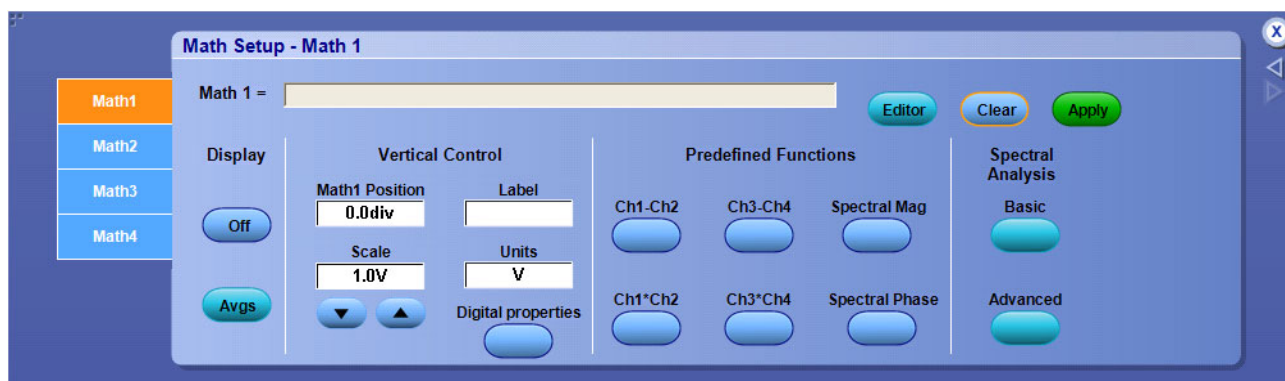 Math Setup - Math 1
X
Math1
Math2
Math3
Math4
Math 1 =
Editor
Clear
Apply
Display
Off
Avgs
Vertical Control
Math1 Position
0.0div
Label
Scale
1.0V
Units
V
Digital properties
Predefined Functions
Ch1-Ch2
Ch3-Ch4
Spectral Mag
Ch1*Ch2
Ch3*Ch4
Spectral Phase
Spectral
Analysis
Basic
Advanced